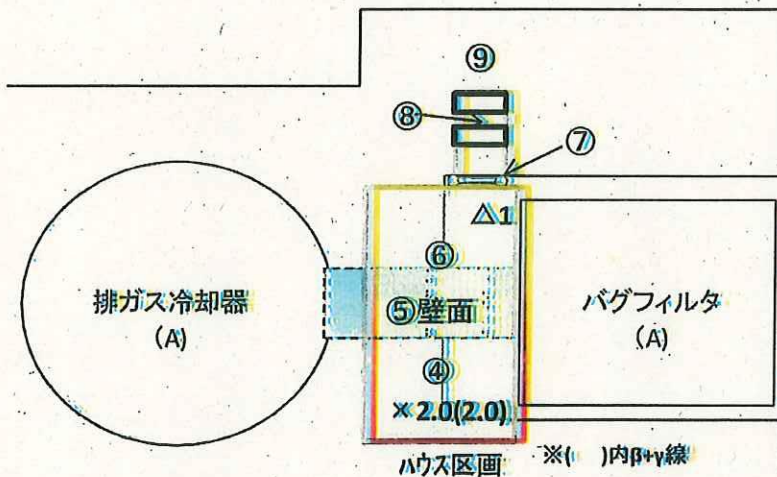 ⑨
⑧
⑦
△1
⑥
排ガス冷却器
(A)
⑤壁面
バグフィルタ
(A)
④
※2.0(2.0)
ハウス区画
※( )内β+γ線